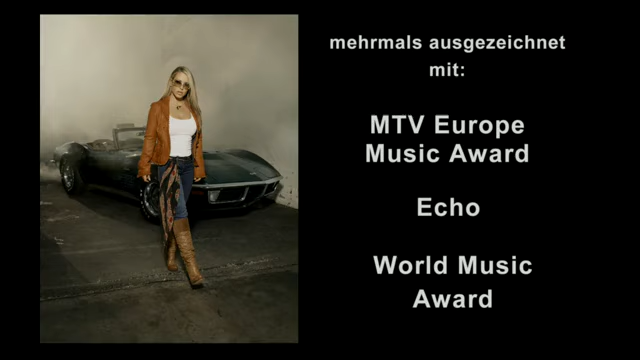 mehrmals ausgezeichnet
mit:
MTV Europe
Music Award
Echo
World Music
Award